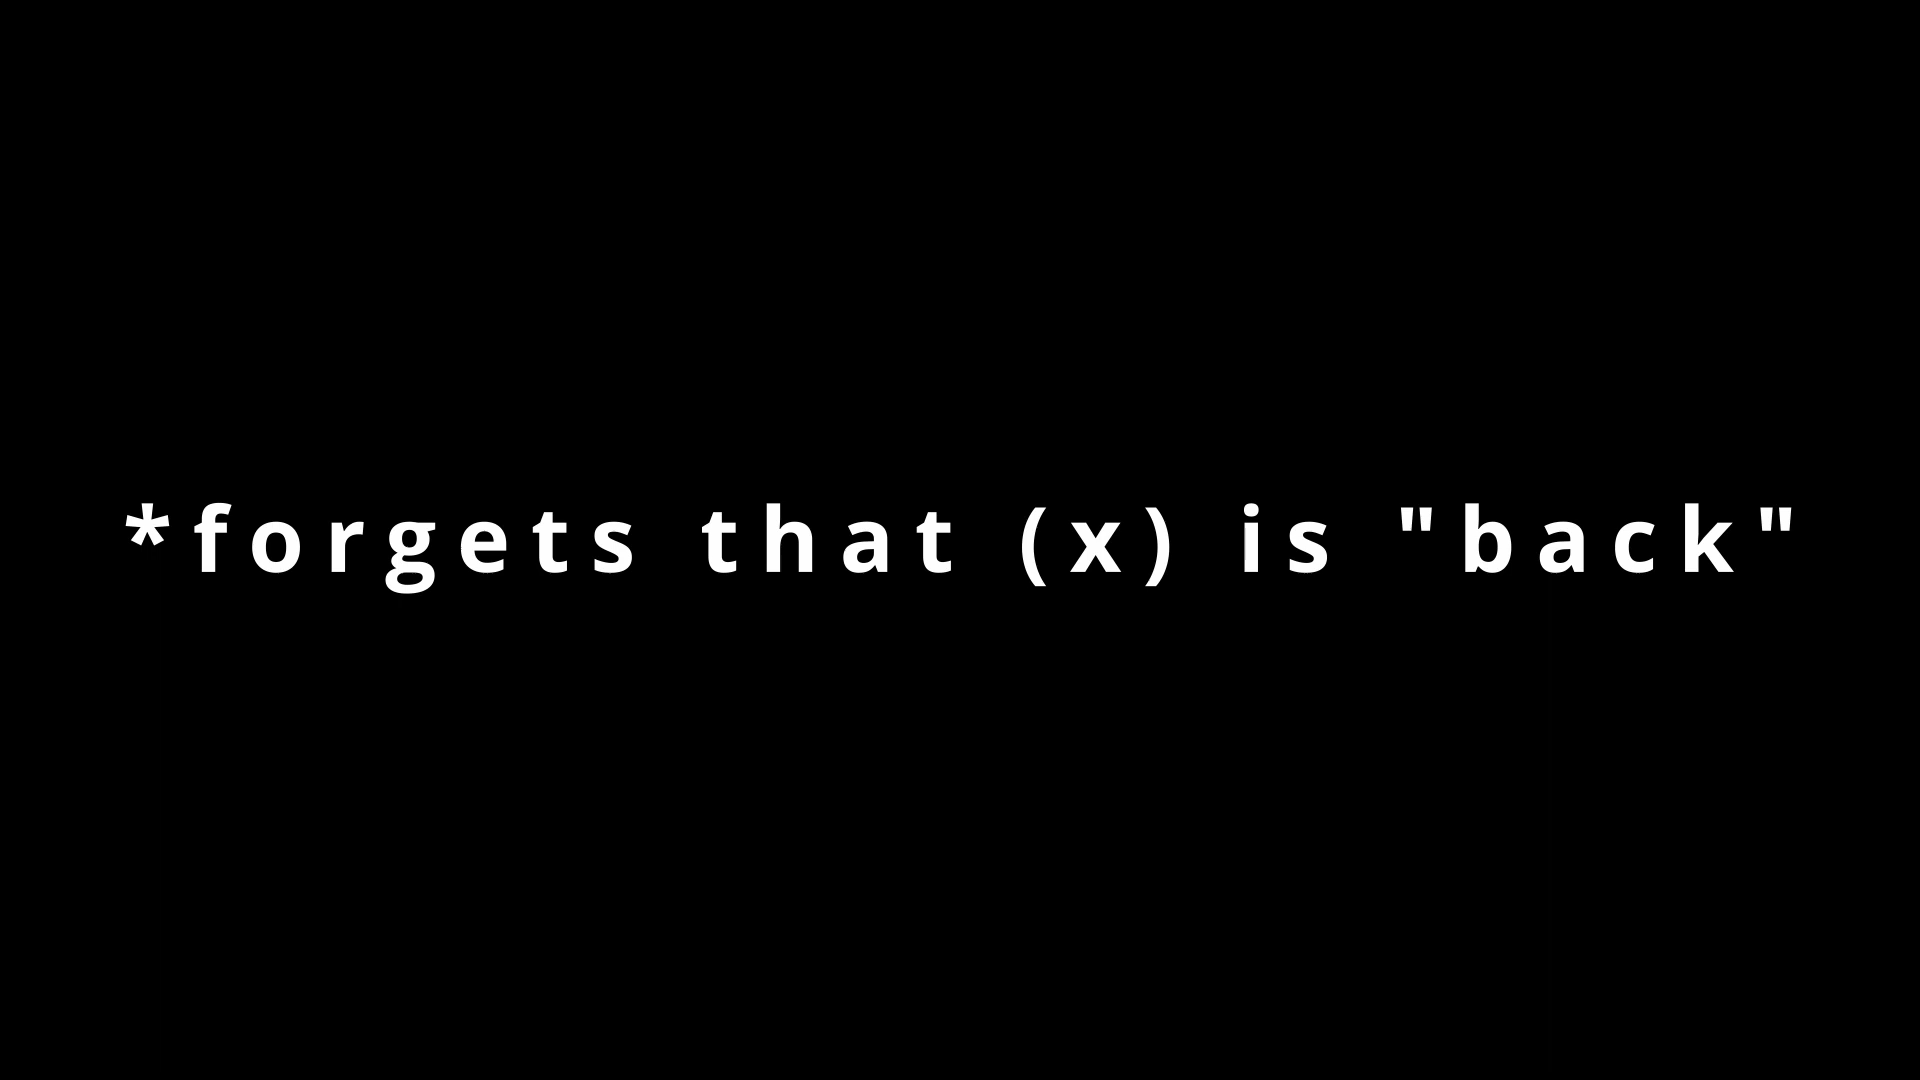 *forgets that (x) is "back"